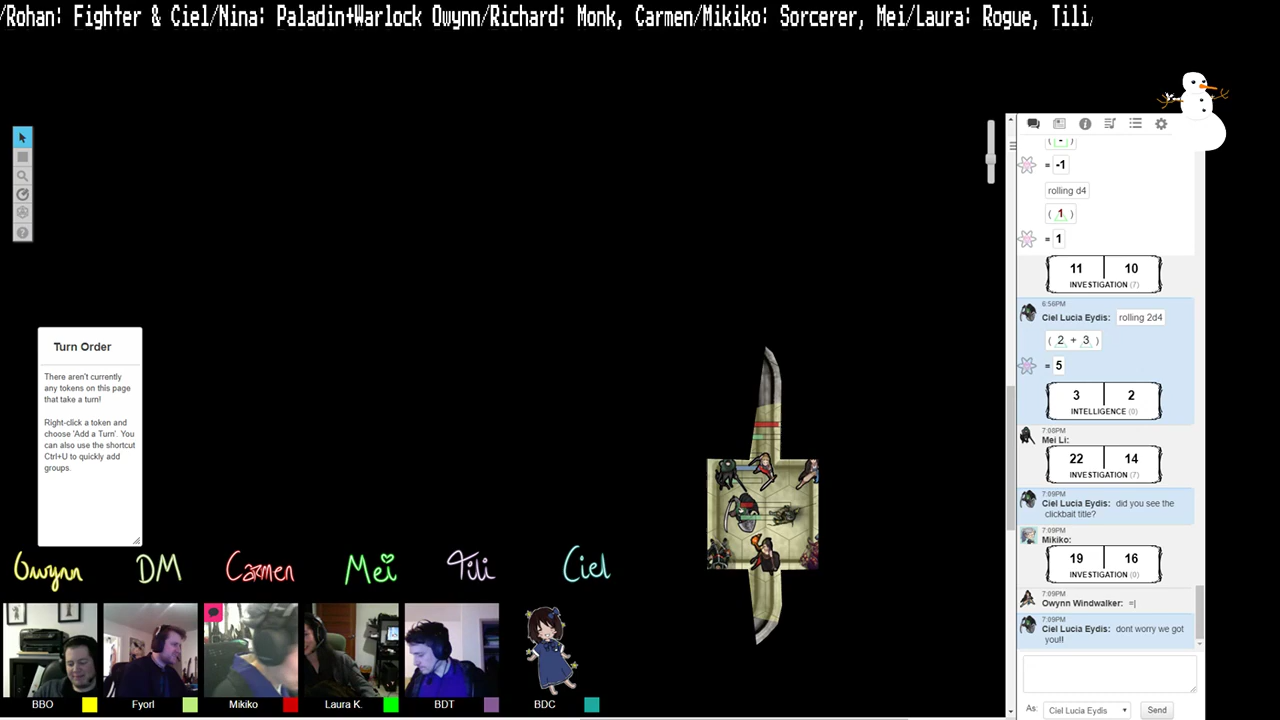 /Rohan: Fighter & Ciel/Nina: Paladin+Warlock Owynn/Richard: Monk, Carmen/Mikiko: Sorcerer, Mei/Laura: Rogue, Tili/
= -1
rolling d4
( 1 )
= 1
11 | 10
INVESTIGATION (7)
6:56PM
Ciel Lucia Eydis: rolling 2d4
( 2 + 3 )
= 5
3 | 2
INTELLIGENCE (0)
7:08PM
Mei Li:
22 | 14
INVESTIGATION (7)
7:09PM
Ciel Lucia Eydis: did you see the
clickbait title?
7:09PM
Mikiko:
19 | 16
INVESTIGATION (0)
7:09PM
Owynn Windwalker: =|
7:09PM
Ciel Lucia Eydis: dont worry we got
you!!
As: Ciel Lucia Eydis Send
Turn Order
There aren't currently
any tokens on this page
that take a turn!
Right-click a token and
choose 'Add a Turn'. You
can also use the shortcut
Ctrl+U to quickly add
groups.
Owynn DM Carmen Mei Tili Ciel
BBO Fyorl Mikiko Laura K. BDT BDC